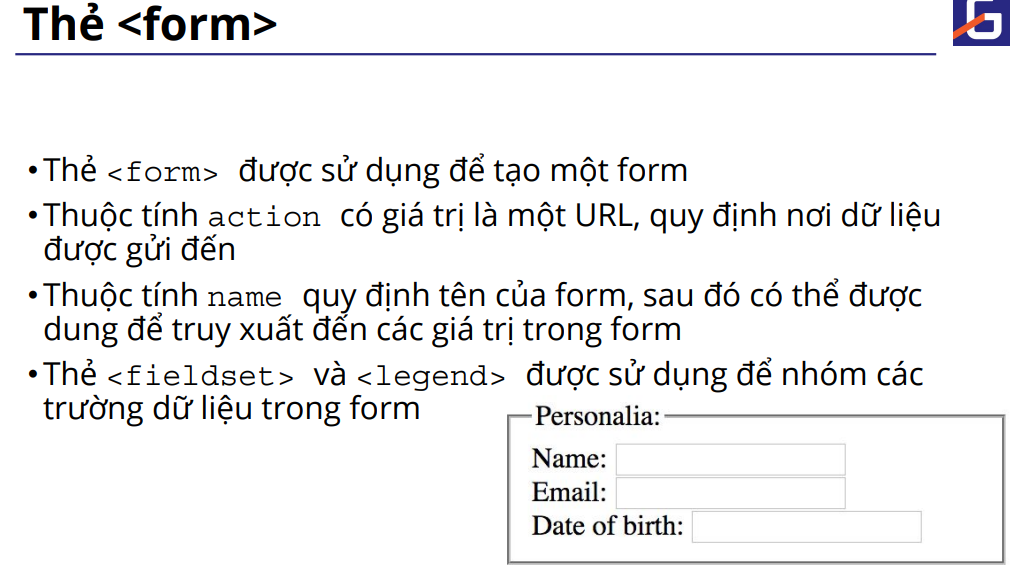 Thẻ <form>
•Thẻ <form> được sử dụng để tạo một form
•Thuộc tính action có giá trị là một URL, quy định nơi dữ liệu
được gửi đến
•Thuộc tính name quy định tên của form, sau đó có thể được
dung để truy xuất đến các giá trị trong form
•Thẻ <fieldset> và <legend> được sử dụng để nhóm các
trường dữ liệu trong form
Personalia:
Name:
Email:
Date of birth: